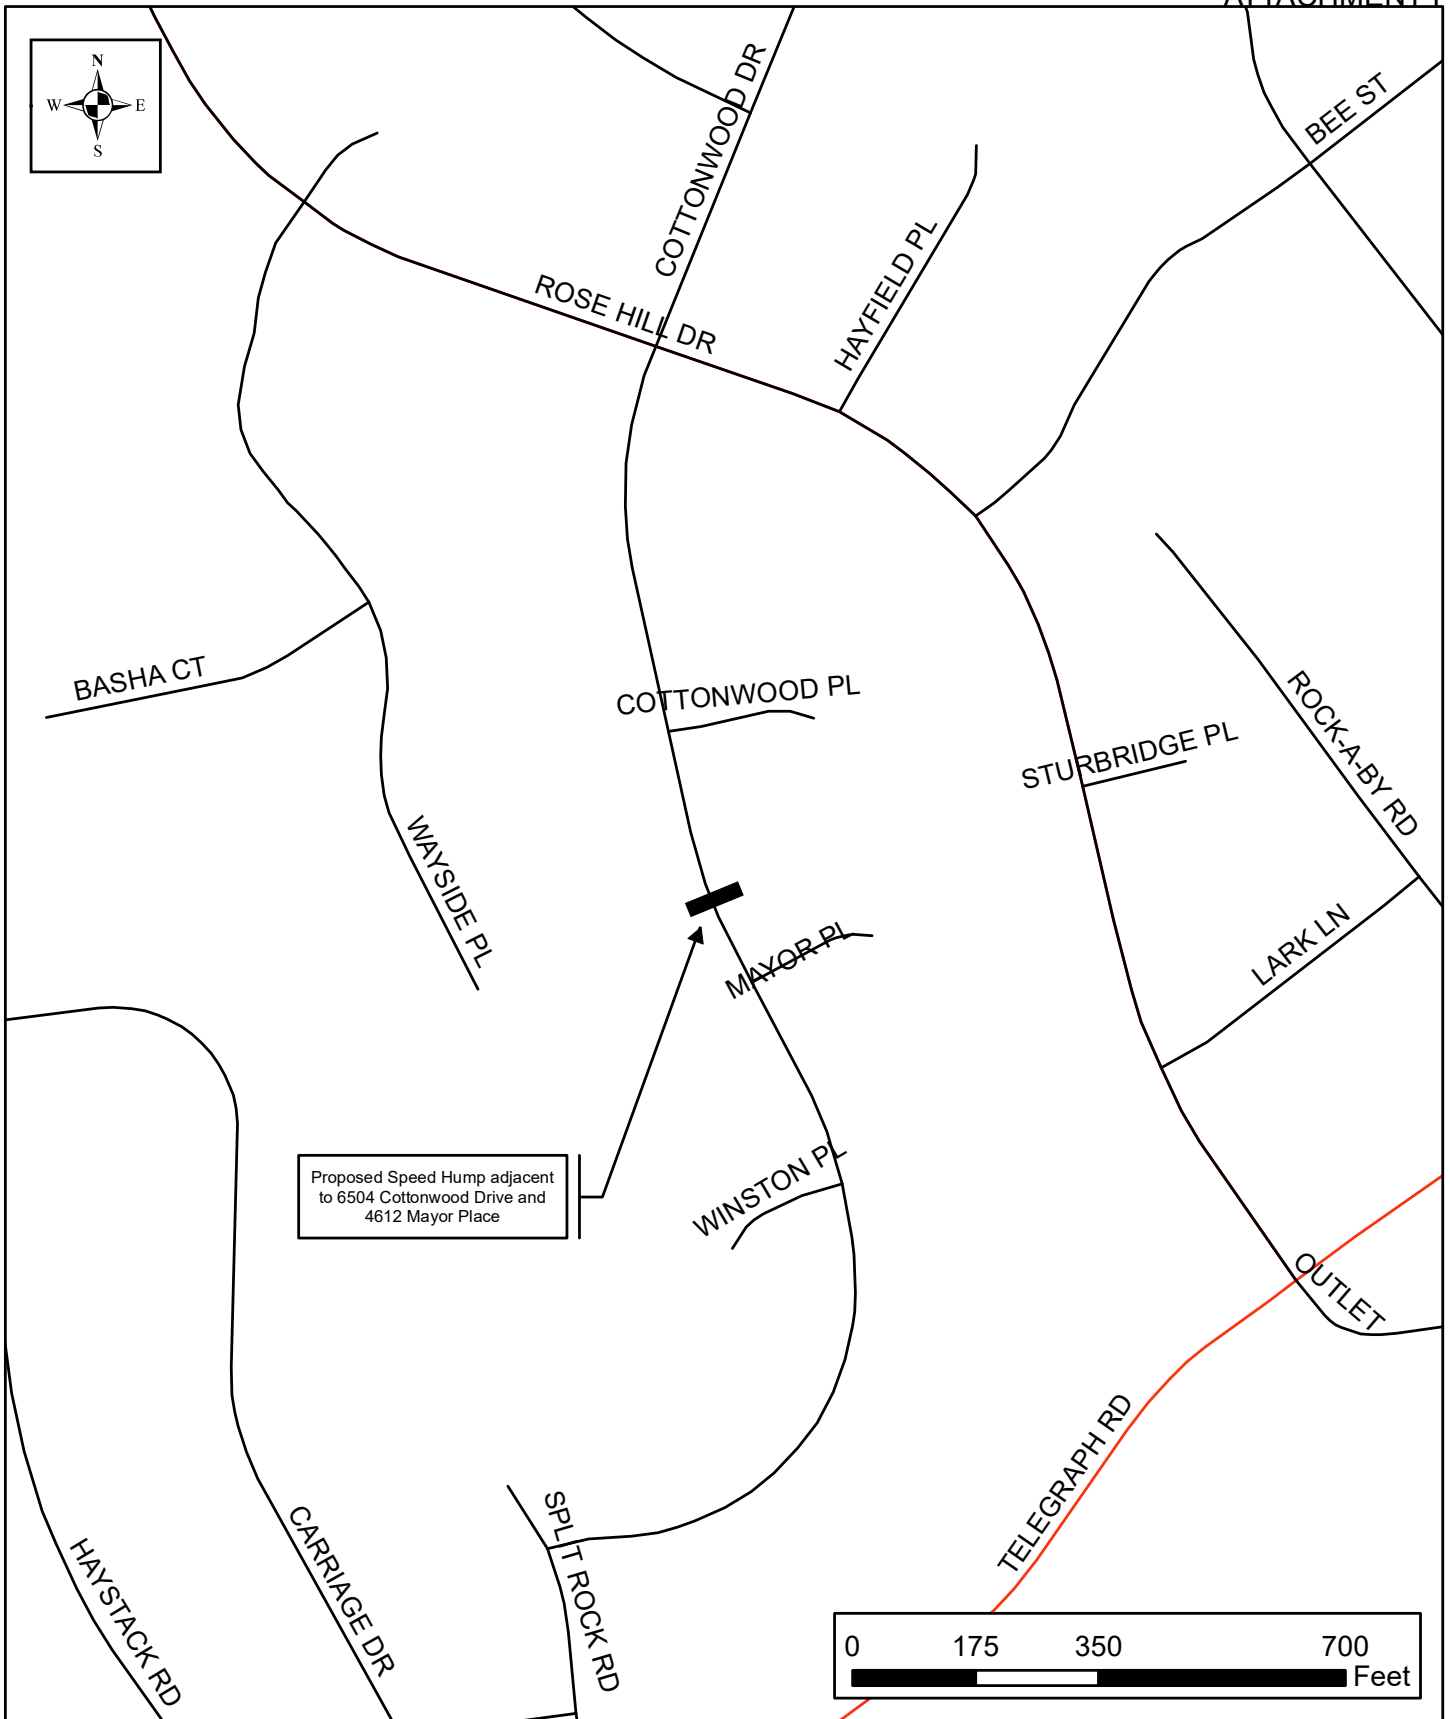 N
W E
S
COTTONWOOD DR
BEE ST
HAYFIELD PL
ROSE HILL DR
BASHA CT
COTTONWOOD PL
ROCK-A-BY RD
STURBRIDGE PL
WAYSIDE PL
MAYOR PL
LARK LN
Proposed Speed Hump adjacent
to 6504 Cottonwood Drive and
4612 Mayor Place
WINSTON PL
OUTLET
TELEGRAPH RD
SPLIT ROCK RD
CARRIAGE DR
HAYSTACK RD
0 175 350 700
Feet